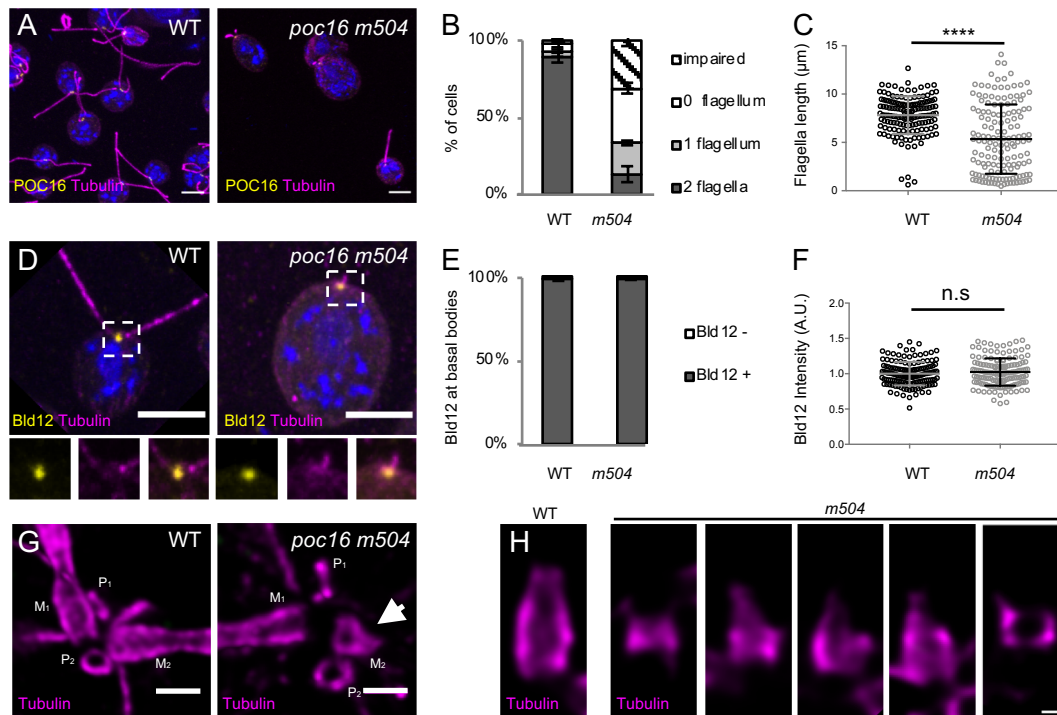 A
WT
poc16 m504
POC16 Tubulin
POC16 Tubulin
B
100%
50%
0%
% of cells
WT
m504
impaired
0 flagellum
1 flagellum
2 flagella
C
****
Flagella length (µm)
15
10
5
0
WT
m504
D
WT
poc16 m504
Bld12 Tubulin
Bld12 Tubulin
E
100%
50%
0%
Bld12 at basal bodies
WT
m504
Bld12 -
Bld12 +
F
n.s
Bld12 Intensity (A.U.)
2.0
1.5
1.0
0.5
0.0
WT
m504
G
WT
P1
M1
P2
M2
Tubulin
poc16 m504
P1
M1
M2
P2
Tubulin
H
WT
m504
Tubulin
Tubulin